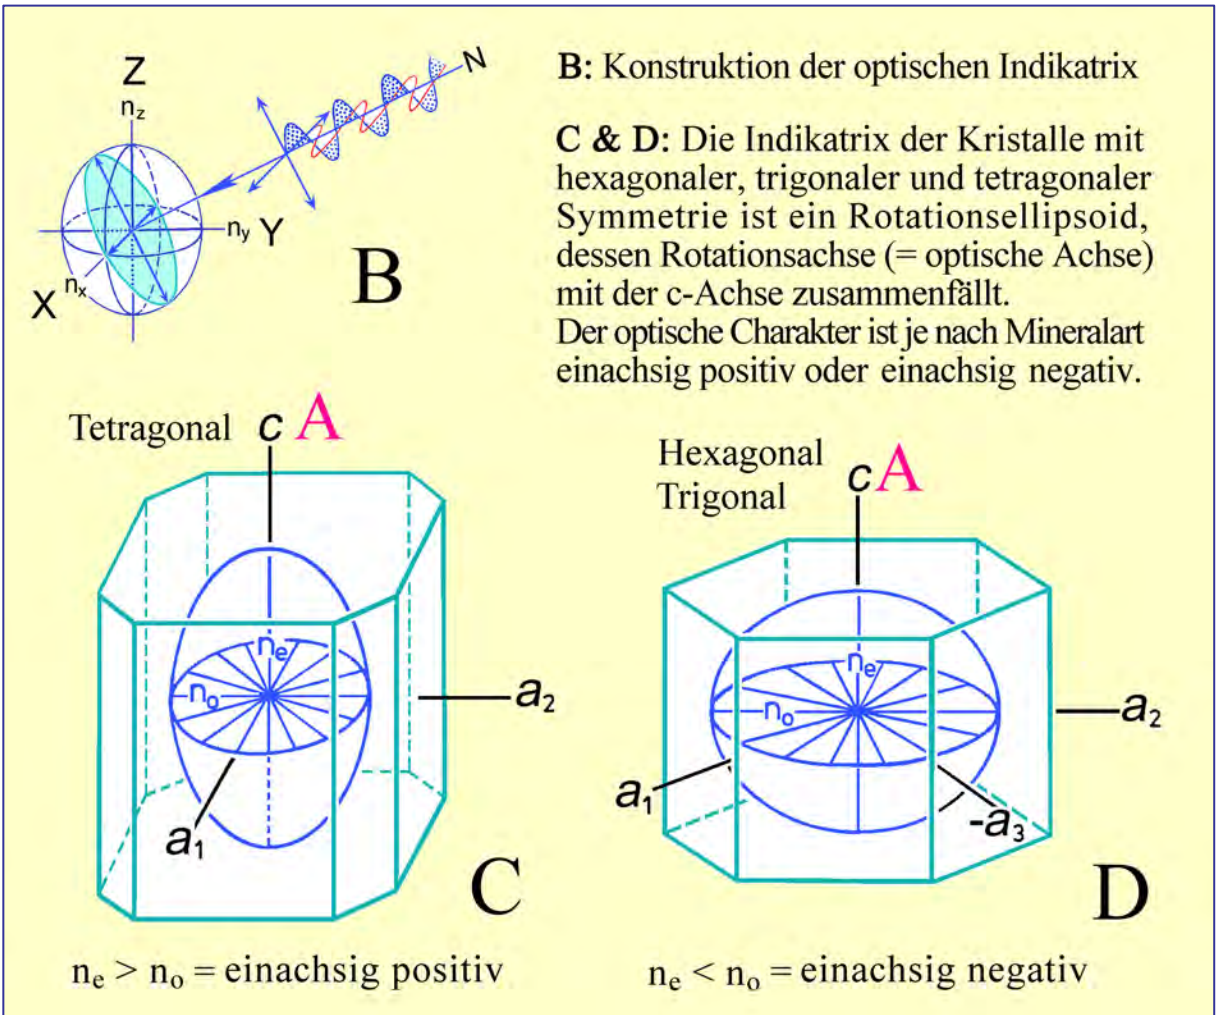 Z
n_z
N
n_y Y
n_x
X
B
B: Konstruktion der optischen Indikatrix
C & D: Die Indikatrix der Kristalle mit
hexagonaler, trigonaler und tetragonaler
Symmetrie ist ein Rotationsellipsoid,
dessen Rotationsachse (= optische Achse)
mit der c-Achse zusammenfällt.
Der optische Charakter ist je nach Mineralart
einachsig positiv oder einachsig negativ.
Tetragonal c A
n_e
n_o
a_2
a_1
C
n_e > n_o = einachsig positiv
Hexagonal
Trigonal
c A
n_e
n_o
a_2
a_1
-a_3
D
n_e < n_o = einachsig negativ